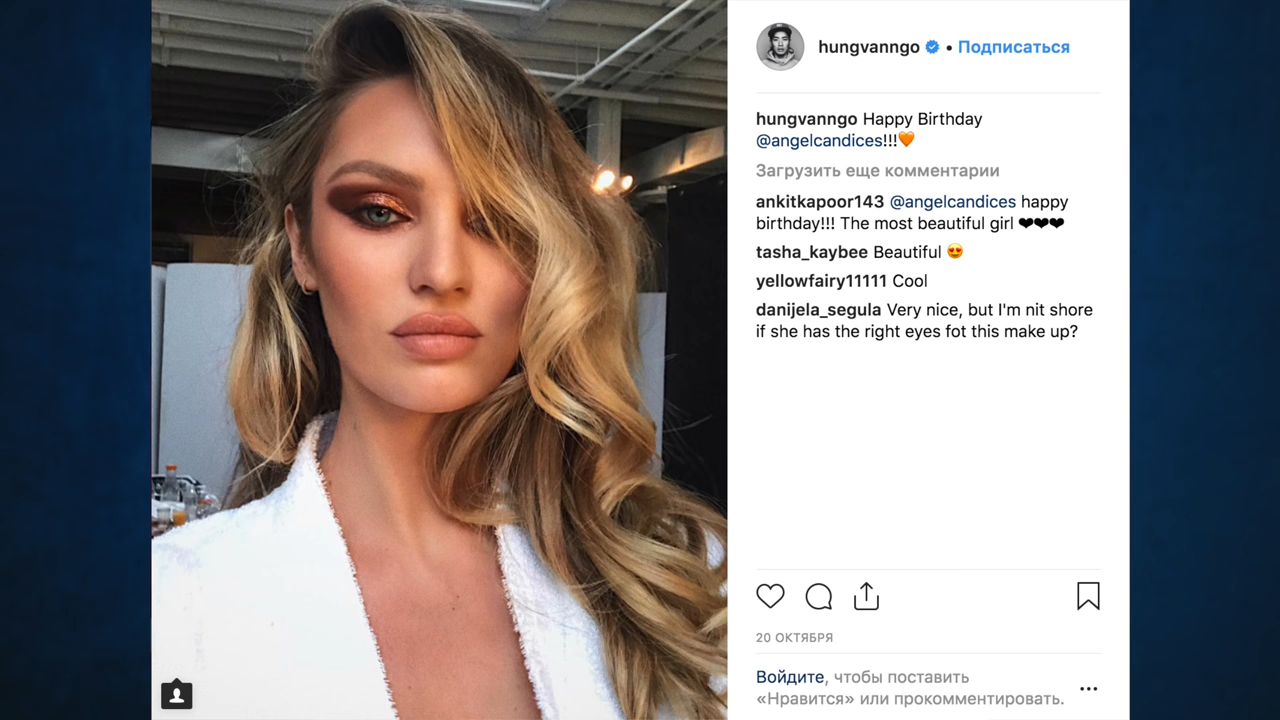 hungvanngo • Подписаться
hungvanngo Happy Birthday
@angelcandices!!!🧡
Загрузить еще комментарии
ankitkapoor143 @angelcandices happy
birthday!!! The most beautiful girl ❤❤❤
tasha_kaybee Beautiful 😍
yellowfairy11111 Cool
danijela_segula Very nice, but I'm nit shore
if she has the right eyes fot this make up?
20 ОКТЯБРЯ
Войдите, чтобы поставить
«Нравится» или прокомментировать.